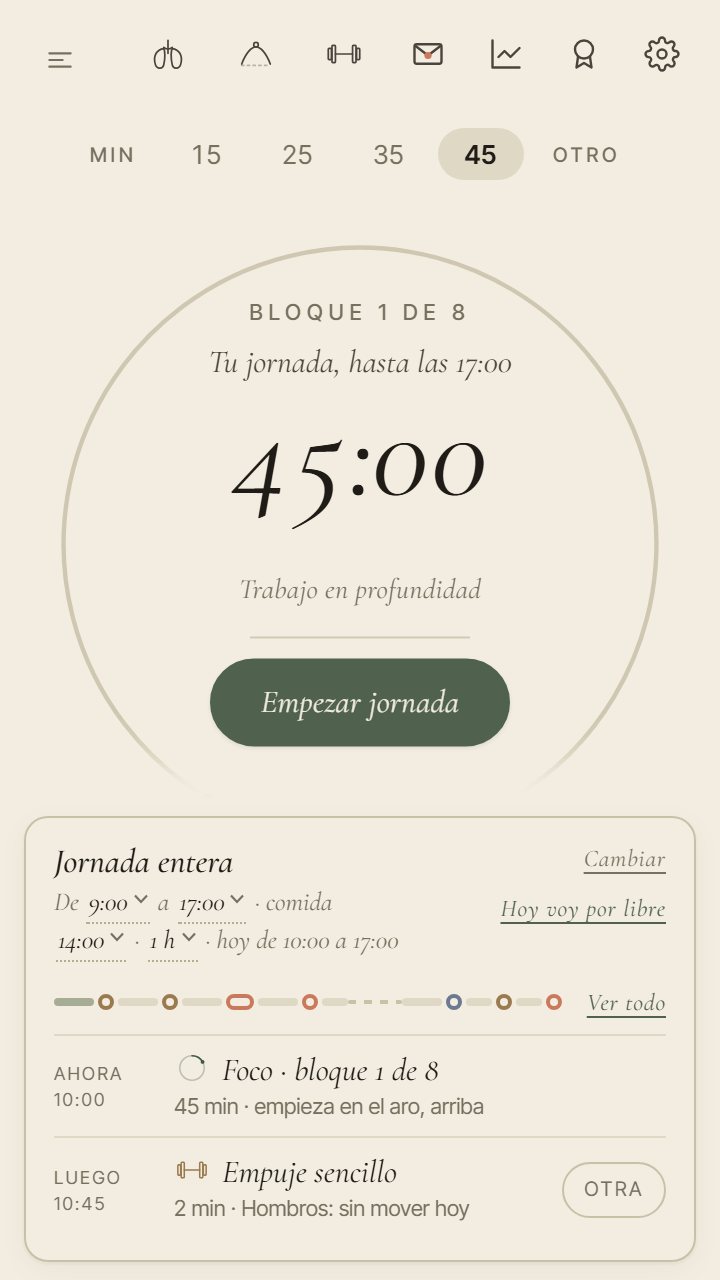 MIN 15 25 35 45 OTRO
BLOQUE 1 DE 8
Tu jornada, hasta las 17:00
45:00
Trabajo en profundidad
Empezar jornada
Jornada entera
Cambiar
De 9:00 a 17:00 · comida
Hoy voy por libre
14:00 · 1 h · hoy de 10:00 a 17:00
Ver todo
AHORA
10:00
Foco · bloque 1 de 8
45 min · empieza en el aro, arriba
LUEGO
10:45
Empuje sencillo
2 min · Hombros: sin mover hoy
OTRA